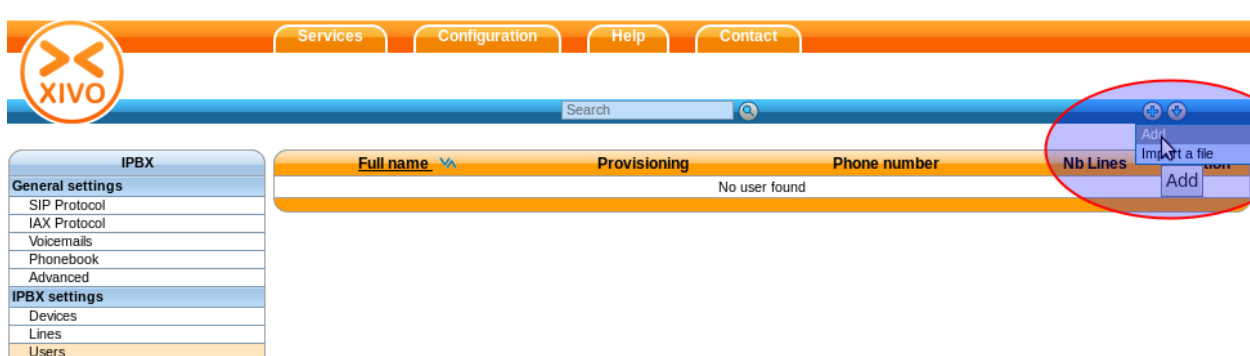 Services Configuration Help Contact
XIVO
Search
Add
Import a file
Add
IPBX
General settings
SIP Protocol
IAX Protocol
Voicemails
Phonebook
Advanced
IPBX settings
Devices
Lines
Users
Full name Provisioning Phone number Nb Lines
No user found